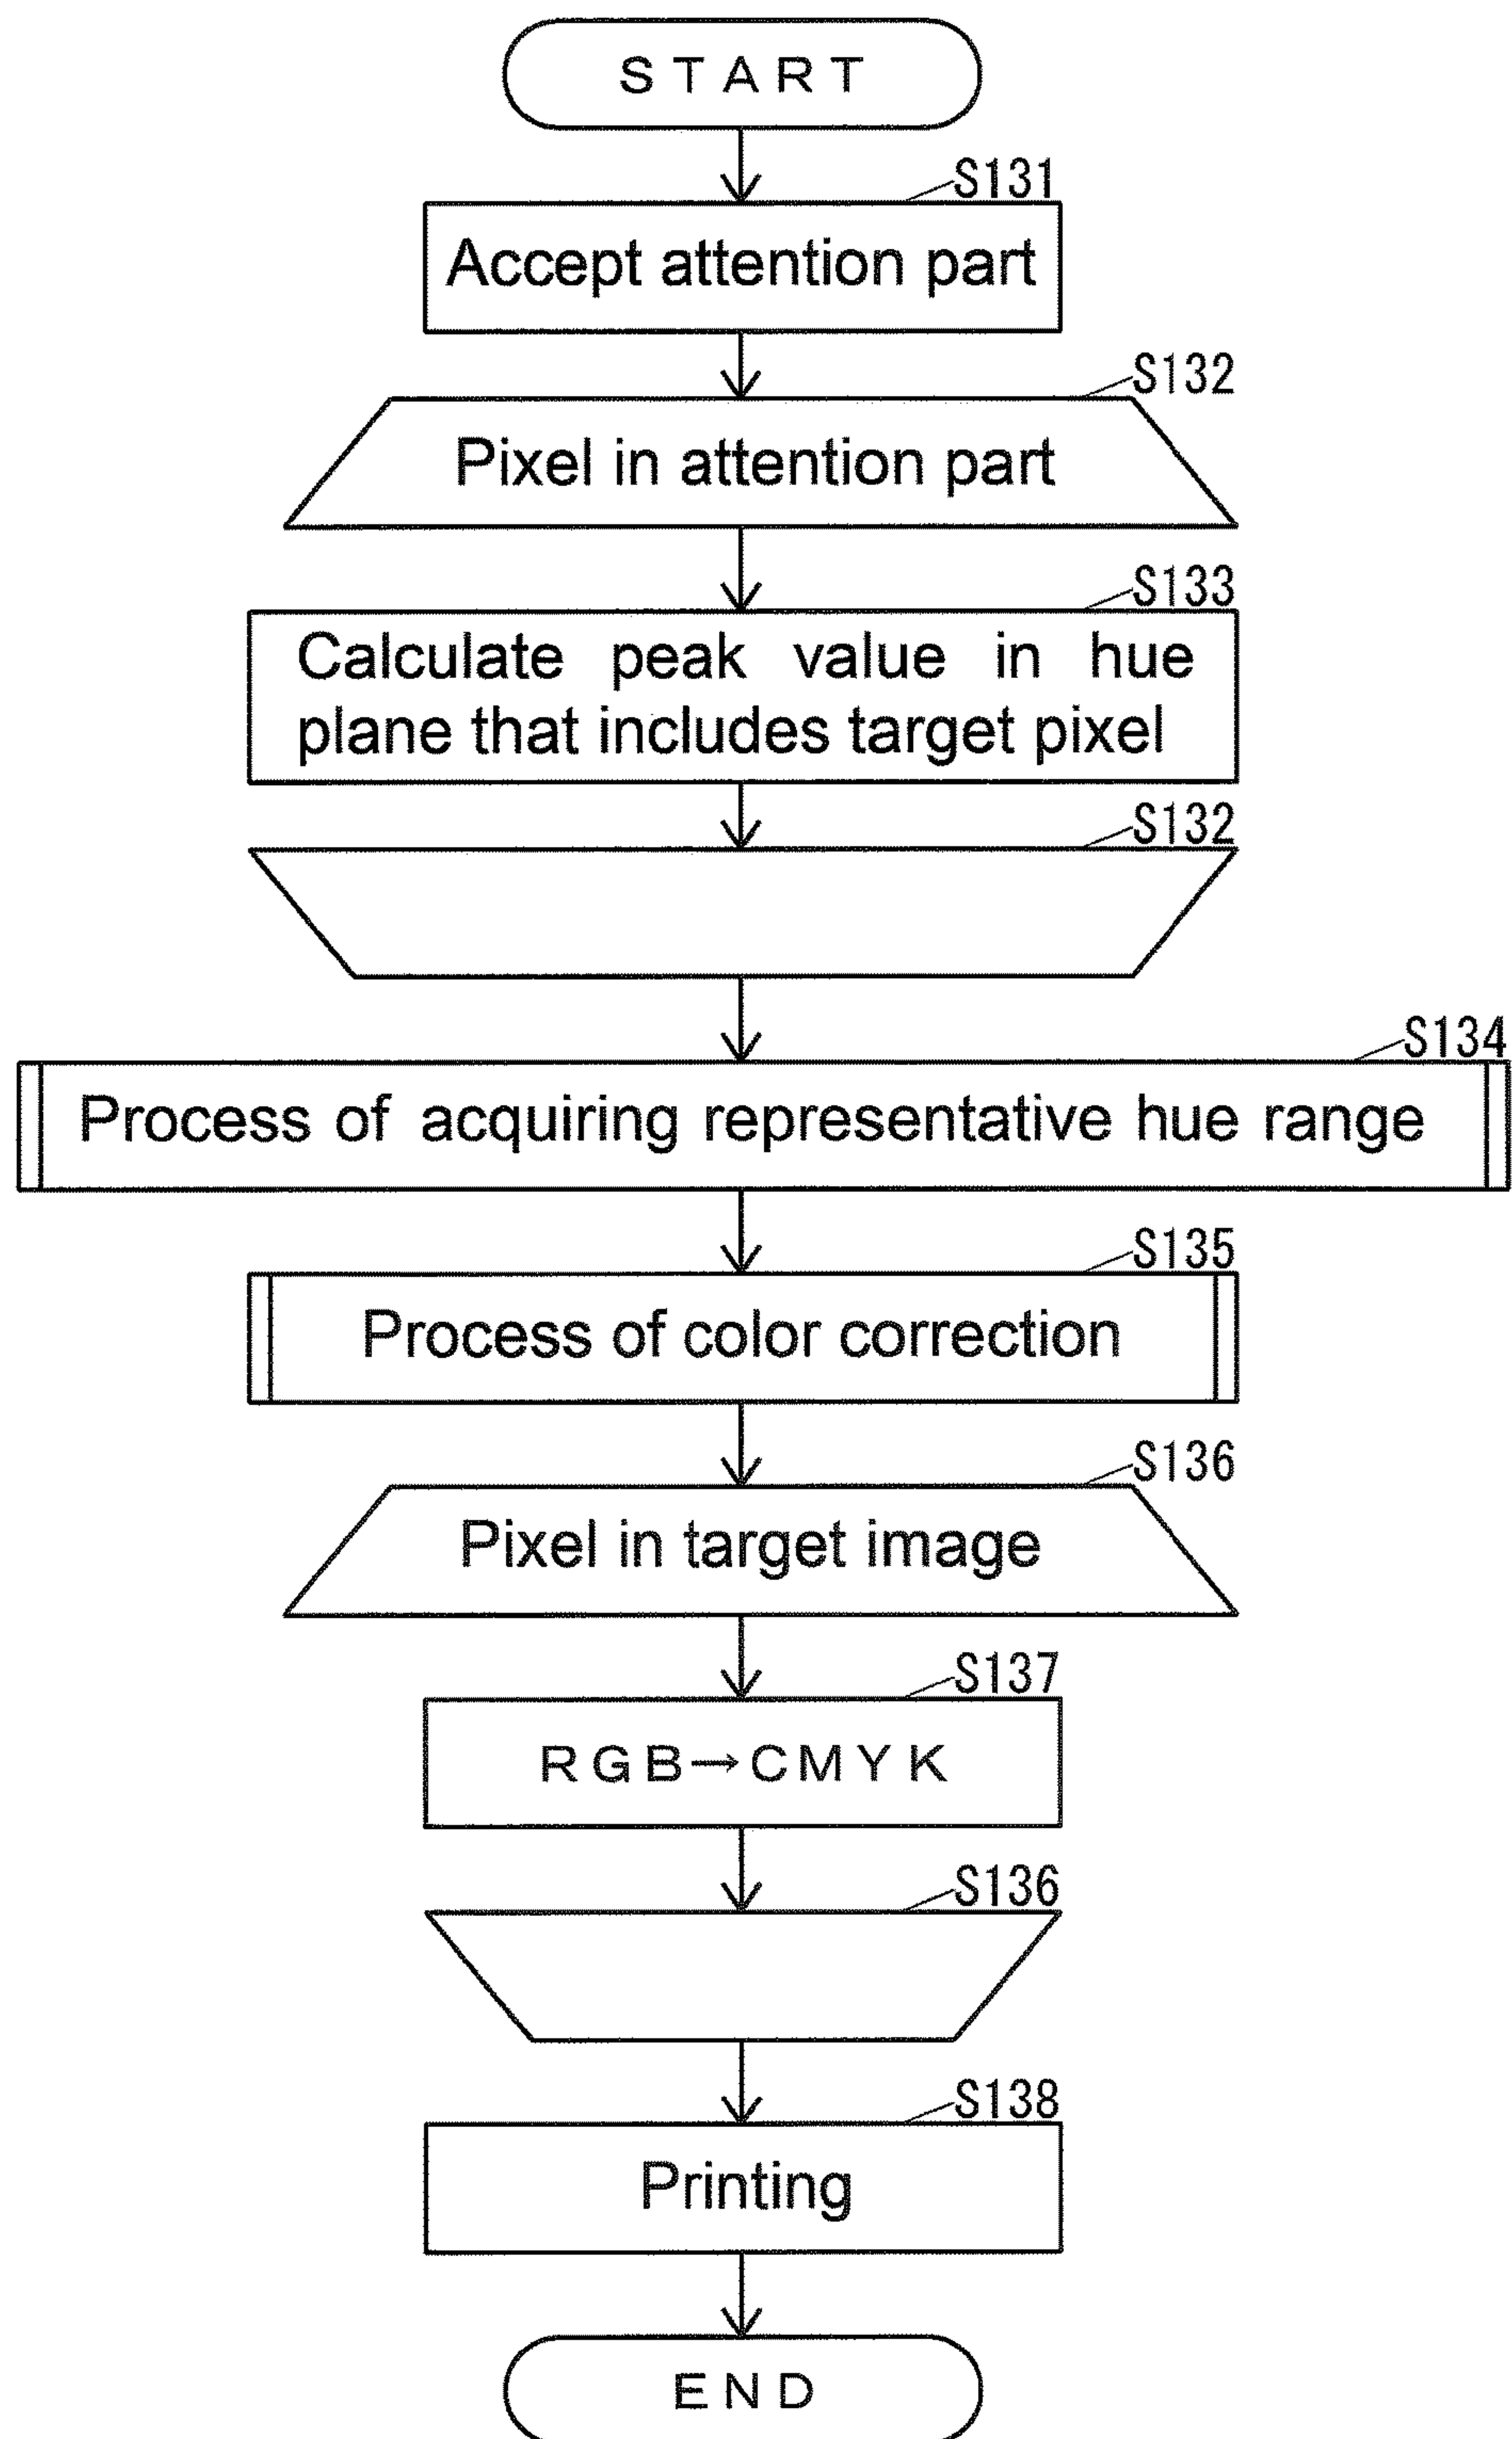 START
S131
Accept attention part
S132
Pixel in attention part
S133
Calculate peak value in hue
plane that includes target pixel
S132
S134
Process of acquiring representative hue range
S135
Process of color correction
S136
Pixel in target image
S137
RGB→CMYK
S136
S138
Printing
END